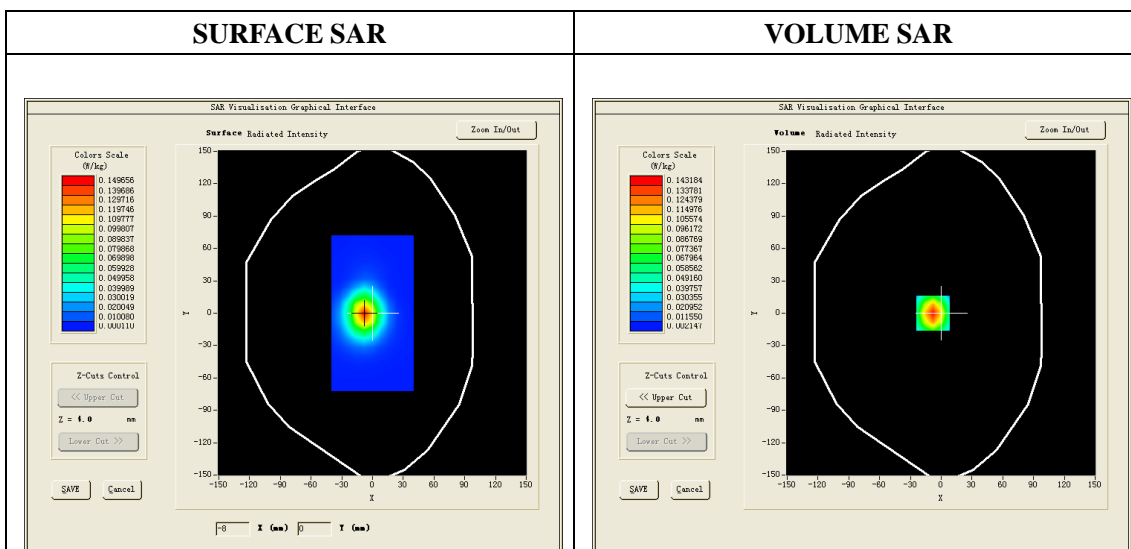 SURFACE SAR
SAR Visualisation Graphical Interface
Surface Radiated Intensity
Zoom In/Out
Colors Scale
(W/kg)
0.149656
0.139686
0.129716
0.119746
0.109777
0.099807
0.089837
0.079868
0.069898
0.059928
0.049958
0.039989
0.030019
0.020049
0.010080
0.000110
Z-Cuts Control
<< Upper Cut
Z = 4.0 mm
Lower Cut >>
SAVE Cancel
150
120
90
60
30
0
-30
-60
-90
-120
-150
Y
-150 -120 -90 -60 -30 0 30 60 90 120 150
X
-8 X (mm) 0 Y (mm)
VOLUME SAR
SAR Visualisation Graphical Interface
Volume Radiated Intensity
Zoom In/Out
Colors Scale
(W/kg)
0.143184
0.133781
0.124379
0.114976
0.105574
0.096172
0.086769
0.077367
0.067964
0.058562
0.049160
0.039757
0.030355
0.020952
0.011550
0.002147
Z-Cuts Control
<< Upper Cut
Z = 4.0 mm
Lower Cut >>
SAVE Cancel
150
120
90
60
30
0
-30
-60
-90
-120
-150
Y
-150 -120 -90 -60 -30 0 30 60 90 120 150
X